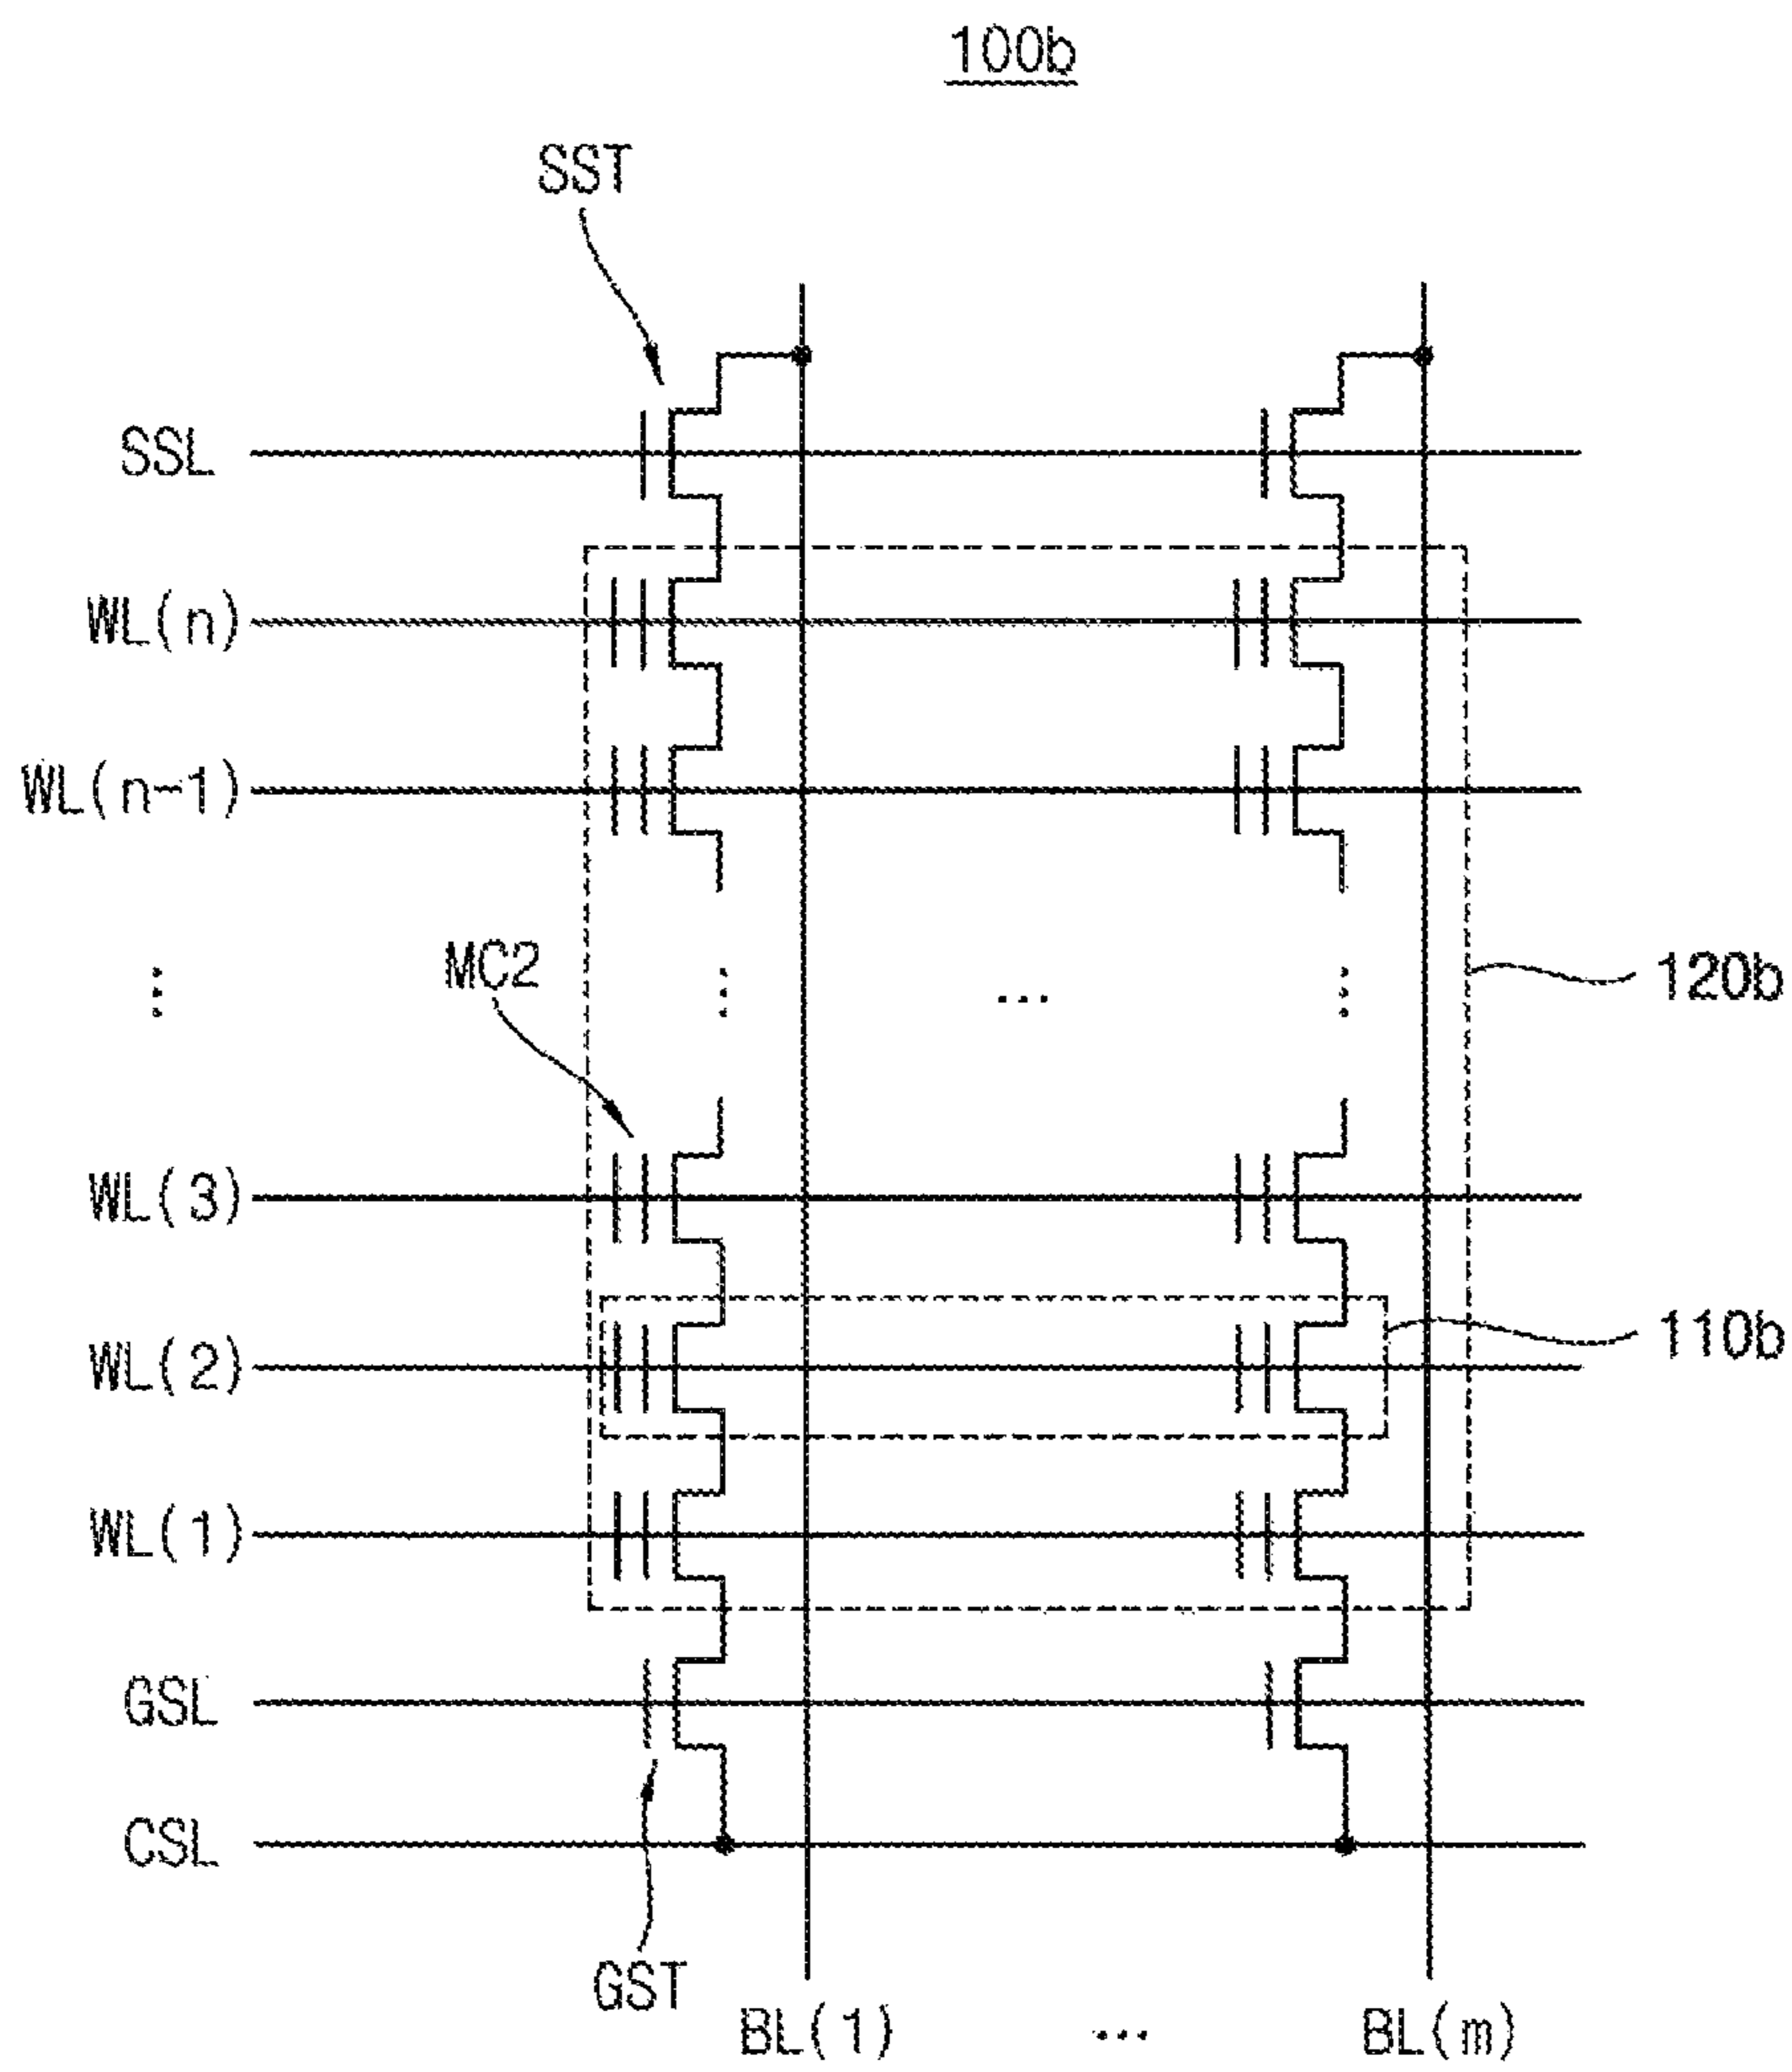 100b
SST
SSL
WL(n)
WL(n-1)
⋮ MC2 ⋮ ... ⋮ 120b
WL(3)
WL(2) 110b
WL(1)
GSL
CSL
GST
BL(1) ... BL(m)